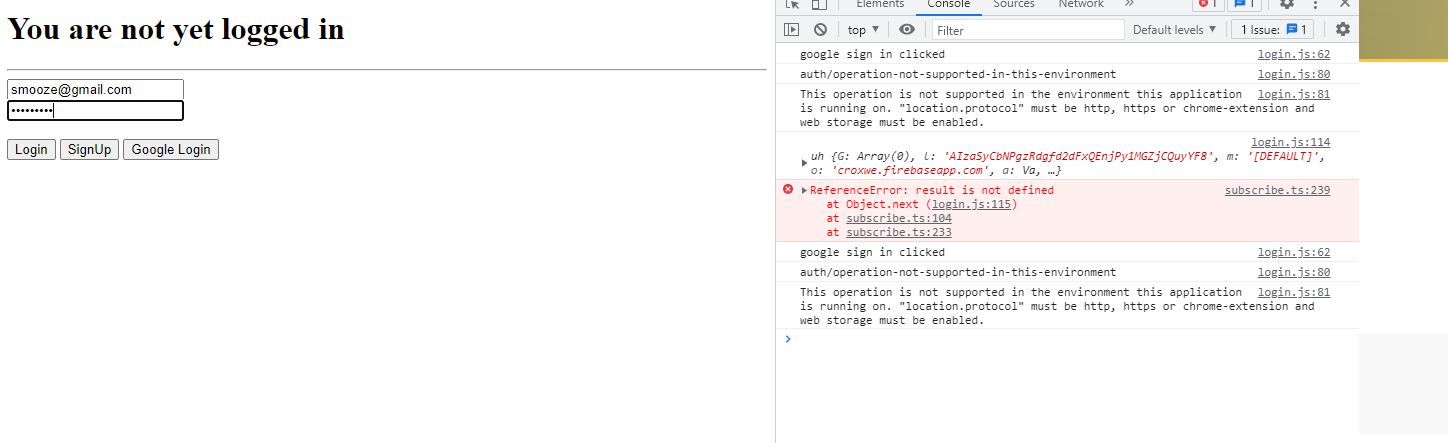 You are not yet logged in
smooze@gmail.com
•••••••••
Login SignUp Google Login
Elements Console Sources Network » 1 1
top ▼ Filter Default levels ▼ 1 Issue: 1
google sign in clicked login.js:62
auth/operation-not-supported-in-this-environment login.js:80
This operation is not supported in the environment this application login.js:81
is running on. "location.protocol" must be http, https or chrome-extension and
web storage must be enabled.
login.js:114
uh {G: Array(0), l: 'AIzaSyCbNPgzRdgfd2dFxQEnjPy1MGZjCQuyYF8', m: '[DEFAULT]',
o: 'croxwe.firebaseapp.com', a: Va, …}
ReferenceError: result is not defined subscribe.ts:239
at Object.next (login.js:115)
at subscribe.ts:104
at subscribe.ts:233
google sign in clicked login.js:62
auth/operation-not-supported-in-this-environment login.js:80
This operation is not supported in the environment this application login.js:81
is running on. "location.protocol" must be http, https or chrome-extension and
web storage must be enabled.